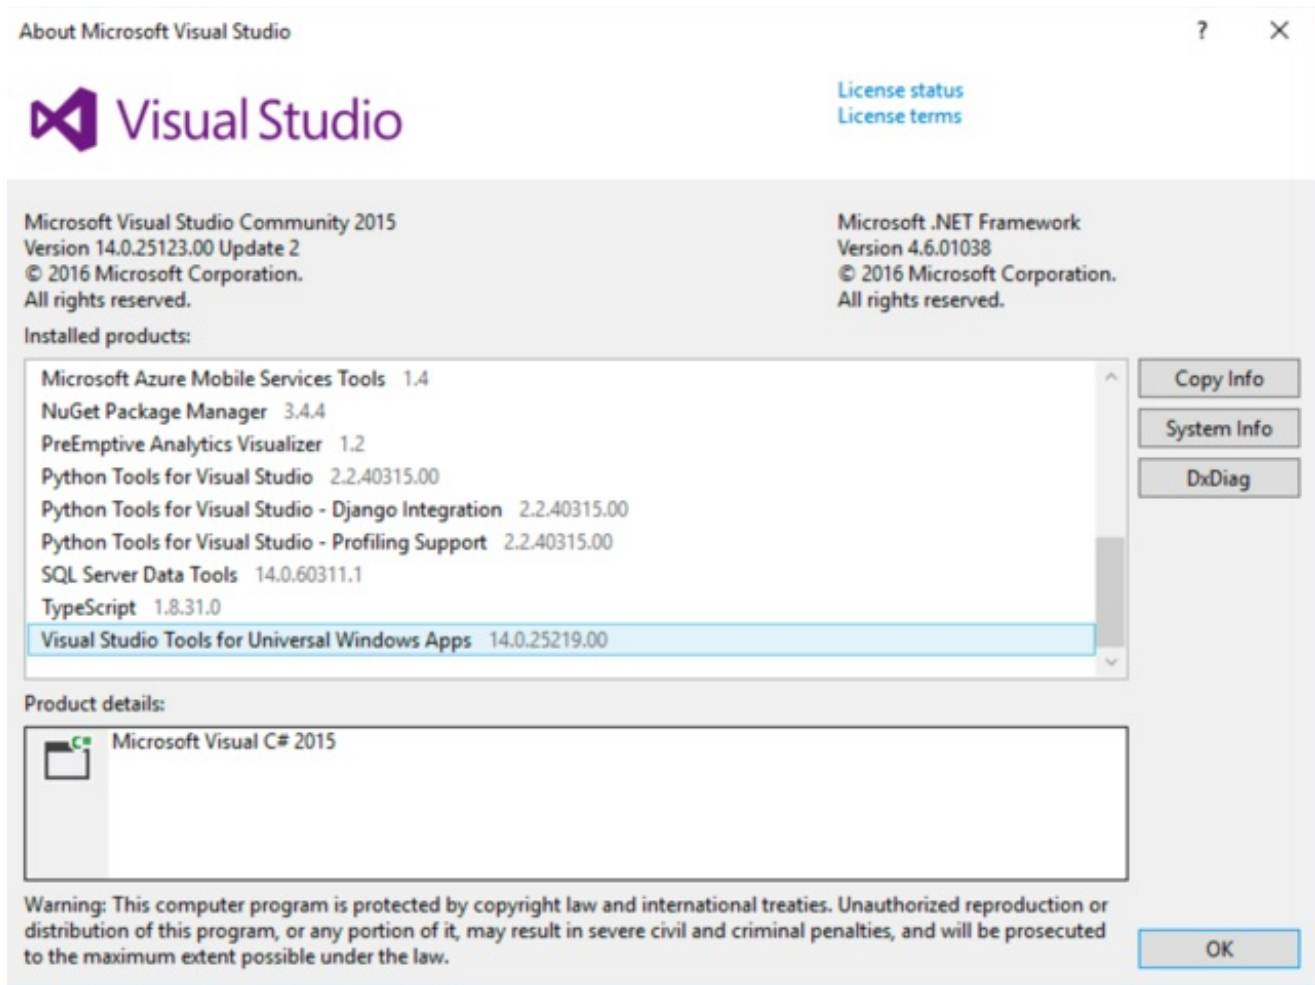 About Microsoft Visual Studio
?
Visual Studio
License status
License terms
Microsoft Visual Studio Community 2015
Version 14.0.25123.00 Update 2
© 2016 Microsoft Corporation.
All rights reserved.
Microsoft .NET Framework
Version 4.6.01038
© 2016 Microsoft Corporation.
All rights reserved.
Installed products:
Microsoft Azure Mobile Services Tools 1.4
NuGet Package Manager 3.4.4
PreEmptive Analytics Visualizer 1.2
Python Tools for Visual Studio 2.2.40315.00
Python Tools for Visual Studio - Django Integration 2.2.40315.00
Python Tools for Visual Studio - Profiling Support 2.2.40315.00
SQL Server Data Tools 14.0.60311.1
TypeScript 1.8.31.0
Visual Studio Tools for Universal Windows Apps 14.0.25219.00
Copy Info
System Info
DxDiag
Product details:
C#
Microsoft Visual C# 2015
Warning: This computer program is protected by copyright law and international treaties. Unauthorized reproduction or
distribution of this program, or any portion of it, may result in severe civil and criminal penalties, and will be prosecuted
to the maximum extent possible under the law.
OK